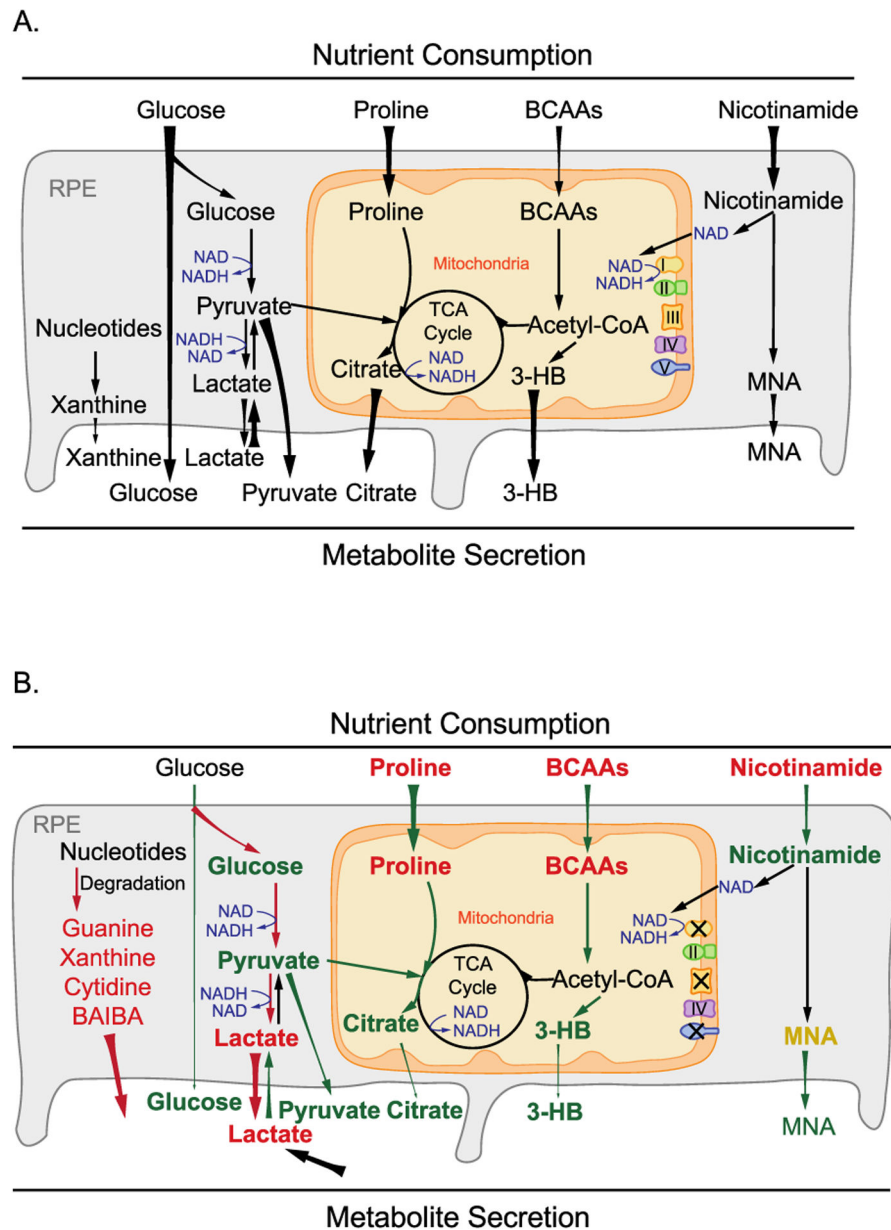 A.
Nutrient Consumption
Glucose Proline BCAAs Nicotinamide
RPE
Glucose Proline BCAAs Nicotinamide
NAD
NAD
NADH
Mitochondria
NAD
NADH
I
II
III
IV
V
Pyruvate
TCA
Cycle
Acetyl-CoA
Nucleotides
NADH
NAD
Citrate
NAD
NADH
3-HB
Lactate
MNA
Xanthine
Xanthine Lactate
MNA
Glucose Pyruvate Citrate 3-HB
Metabolite Secretion
B.
Nutrient Consumption
Glucose Proline BCAAs Nicotinamide
RPE
Nucleotides
Degradation
Glucose Proline BCAAs Nicotinamide
NAD
NAD
NADH
Mitochondria
NAD
NADH
X
II
X
IV
X
Guanine
Xanthine
Cytidine
BAIBA
Pyruvate
TCA
Cycle
Acetyl-CoA
NADH
NAD
Citrate
NAD
NADH
3-HB
Lactate
MNA
Glucose Pyruvate Citrate 3-HB
Lactate
MNA
Metabolite Secretion